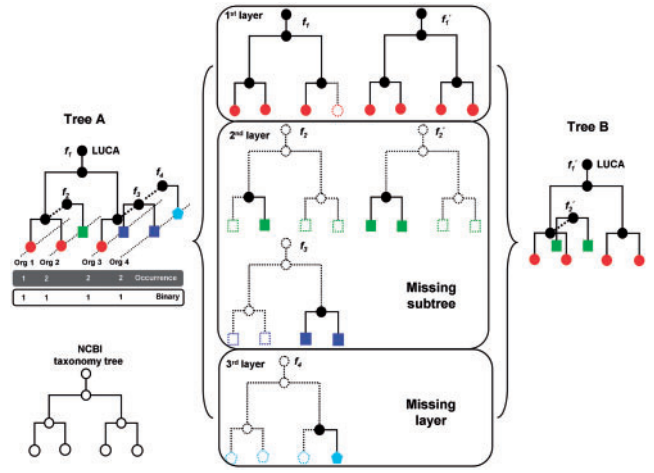 1st layer
f1
f1′
Tree A
f1
LUCA
f2
f3
f4
Org 1
Org 2
Org 3
Org 4
1 2 2 2 Occurrence
1 1 1 1 Binary
NCBI
taxonomy tree
2nd layer
f2
f2′
f3
Missing
subtree
3rd layer
f4
Missing
layer
Tree B
f1′
LUCA
f2′